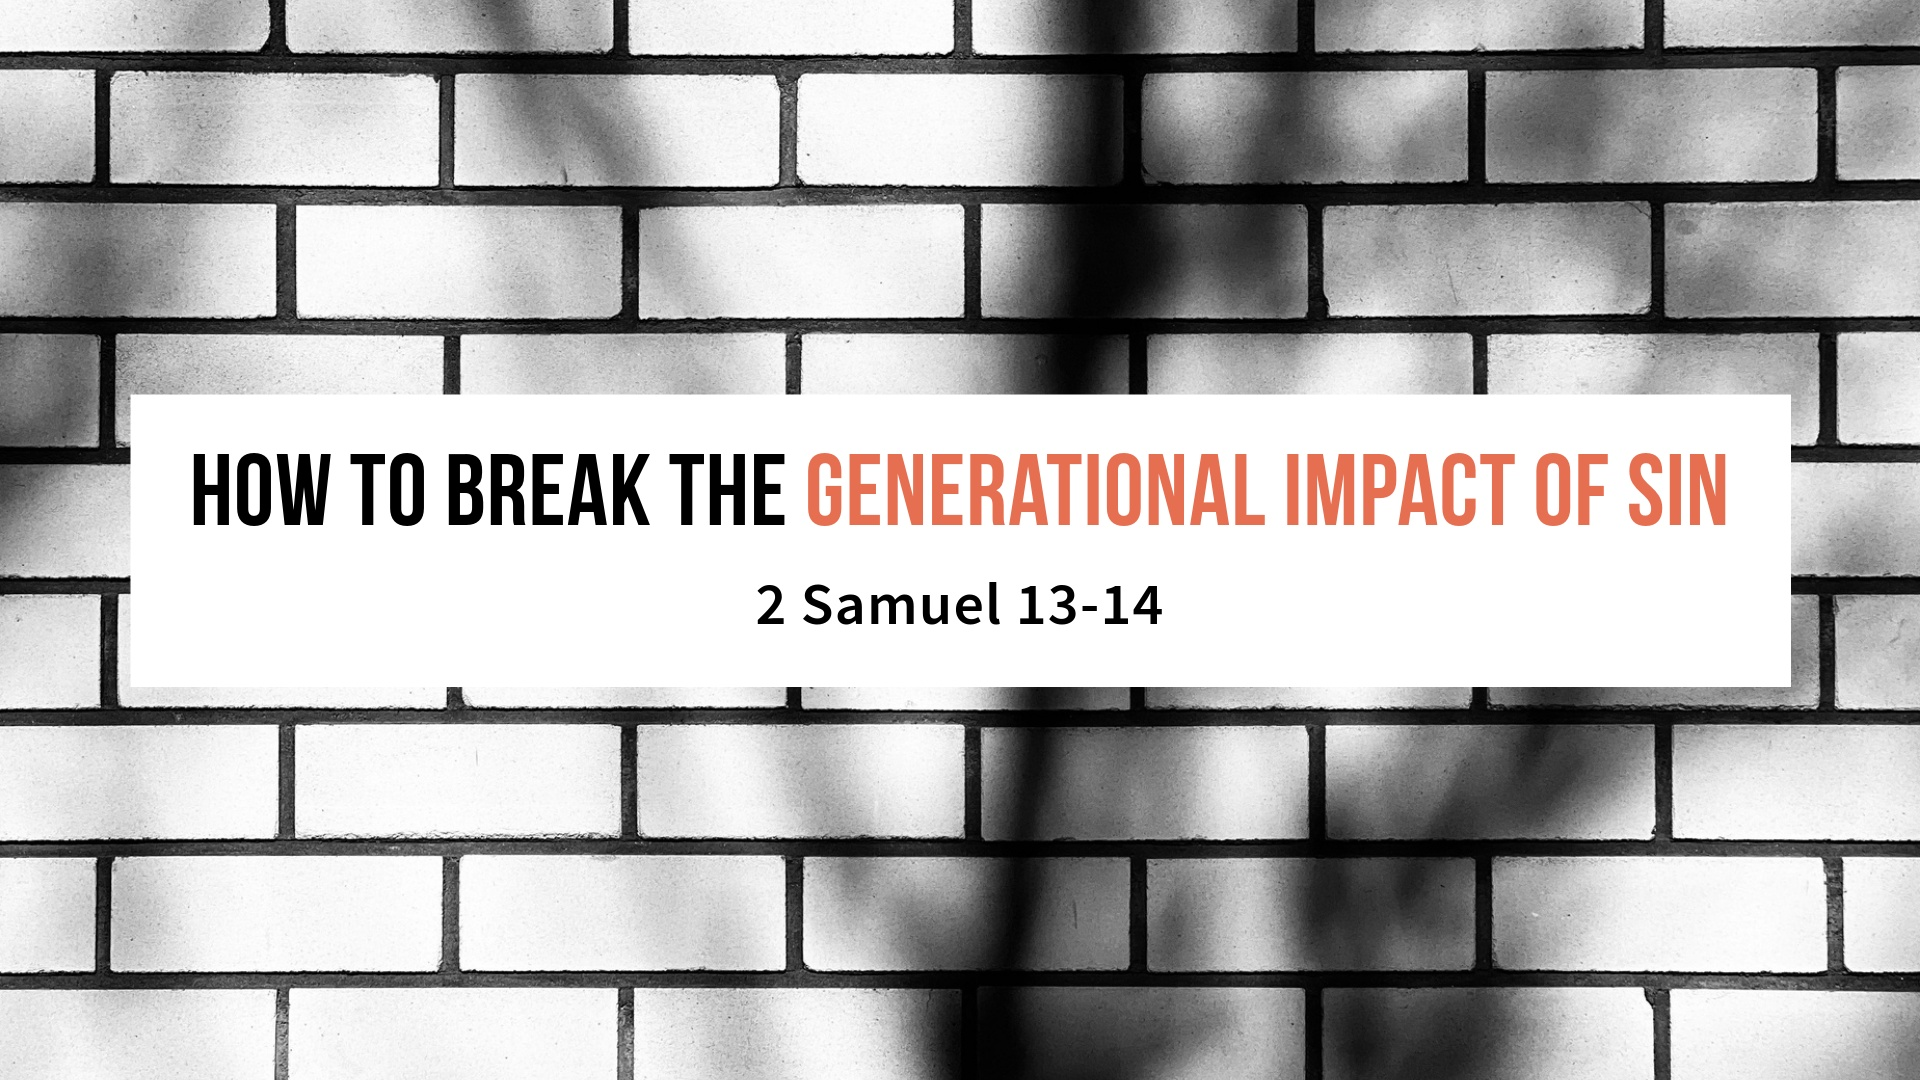 HOW TO BREAK THE GENERATIONAL IMPACT OF SIN
2 Samuel 13-14